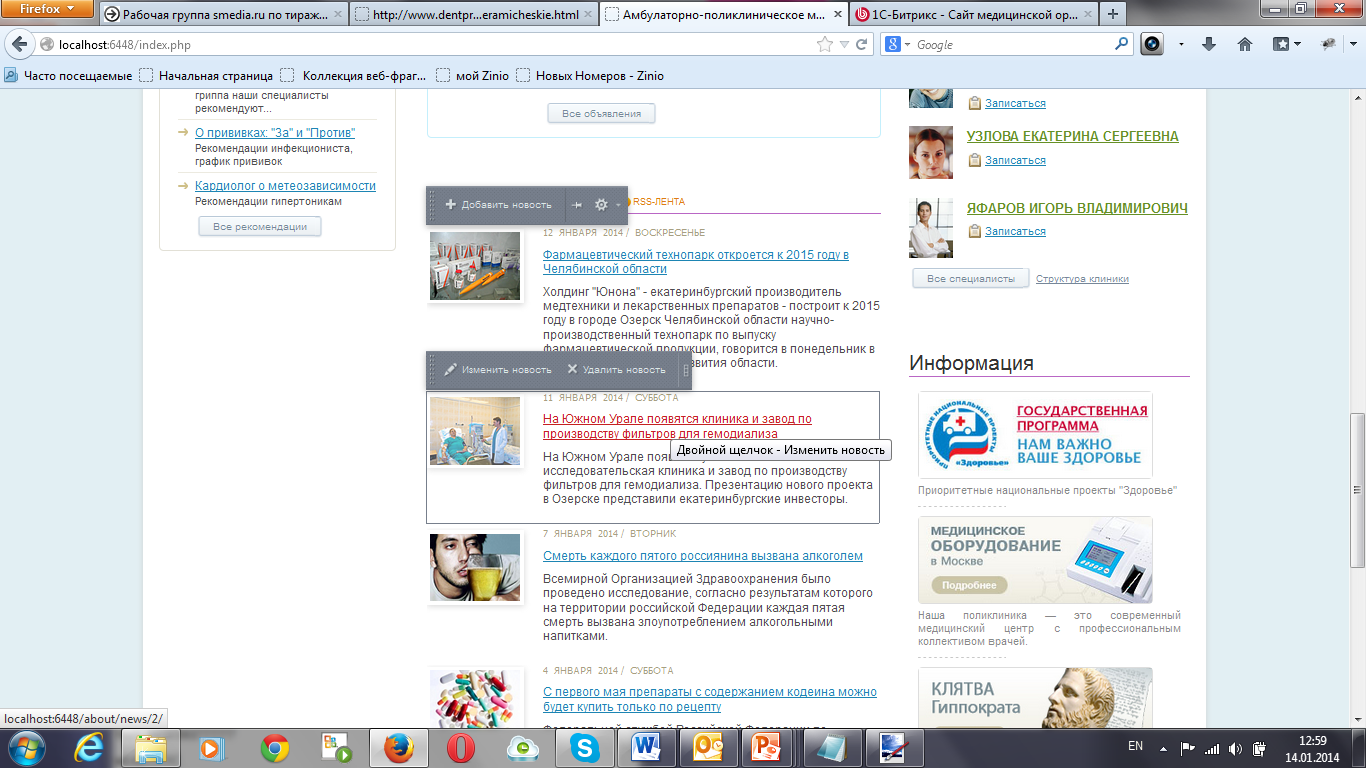 Firefox
Рабочая группа smedia.ru по тираж...
http://www.dentpr...eramicheskie.html
Амбулаторно-поликлиническое м...
1С-Битрикс - Сайт медицинской ор...
localhost:6448/index.php
Google
Часто посещаемые
Начальная страница
Коллекция веб-фраг...
мой Zinio
Новых Номеров - Zinio
гриппа наши специалисты
рекомендуют...
О прививках: "За" и "Против"
Рекомендации инфекциониста,
график прививок
Кардиолог о метеозависимости
Рекомендации гипертоникам
Все рекомендации
Все объявления
Добавить новость
RSS-ЛЕНТА
12 ЯНВАРЯ 2014 / ВОСКРЕСЕНЬЕ
Фармацевтический технопарк откроется к 2015 году в
Челябинской области
Холдинг "Юнона" - екатеринбургский производитель
медтехники и лекарственных препаратов - построит к 2015
году в городе Озерск Челябинской области научно-
производственный технопарк по выпуску
фармацевтической продукции, говорится в понедельник в
вития области.
Изменить новость
Удалить новость
11 ЯНВАРЯ 2014 / СУББОТА
На Южном Урале появятся клиника и завод по
производству фильтров для гемодиализа
Двойной щелчок - Изменить новость
На Южном Урале появ
исследовательская клиника и завод по производству
фильтров для гемодиализа. Презентацию нового проекта
в Озерске представили екатеринбургские инвесторы.
7 ЯНВАРЯ 2014 / ВТОРНИК
Смерть каждого пятого россиянина вызвана алкоголем
Всемирной Организацией Здравоохранения было
проведено исследование, согласно результатам которого
на территории российской Федерации каждая пятая
смерть вызвана злоупотреблением алкогольными
напитками.
4 ЯНВАРЯ 2014 / СУББОТА
С первого мая препараты с содержанием кодеина можно
будет купить только по рецепту
Записаться
УЗЛОВА ЕКАТЕРИНА СЕРГЕЕВНА
Записаться
ЯФАРОВ ИГОРЬ ВЛАДИМИРОВИЧ
Записаться
Все специалисты
Структура клиники
Информация
ПРИОРИТЕТНЫЕ НАЦИОНАЛЬНЫЕ ПРОЕКТЫ
«Здоровье»
ГОСУДАРСТВЕННАЯ
ПРОГРАММА
НАМ ВАЖНО
ВАШЕ ЗДОРОВЬЕ
Приоритетные национальные проекты "Здоровье"
МЕДИЦИНСКОЕ
ОБОРУДОВАНИЕ
в Москве
Подробнее
Наша поликлиника — это современный
медицинский центр с профессиональным
коллективом врачей.
КЛЯТВА
Гиппократа
localhost:6448/about/news/2/
EN
12:59
14.01.2014